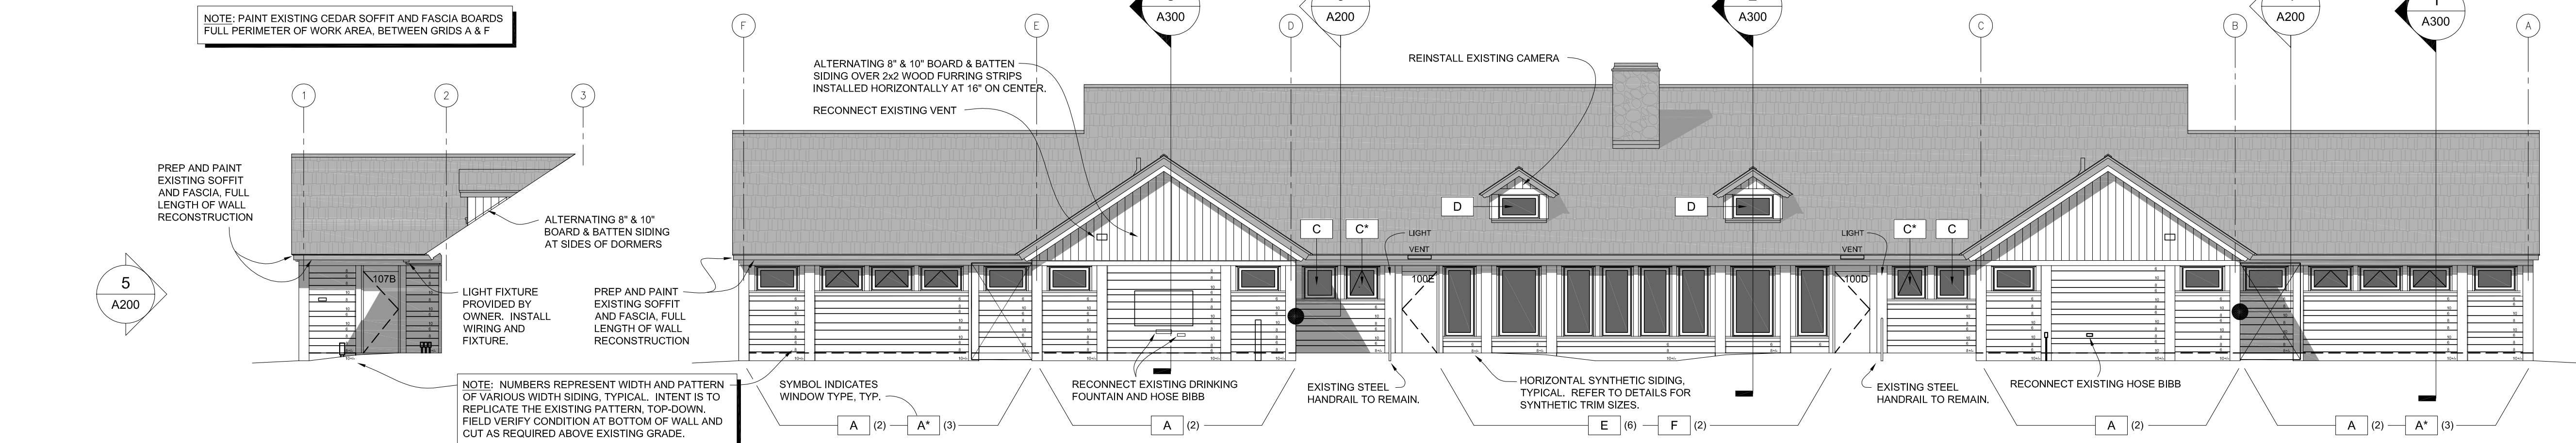 NOTE: PAINT EXISTING CEDAR SOFFIT AND FASCIA BOARDS
FULL PERIMETER OF WORK AREA, BETWEEN GRIDS A & F
1
2
3
PREP AND PAINT
EXISTING SOFFIT
AND FASCIA, FULL
LENGTH OF WALL
RECONSTRUCTION
ALTERNATING 8" & 10"
BOARD & BATTEN SIDING
AT SIDES OF DORMERS
5
A200
107B
LIGHT FIXTURE
PROVIDED BY
OWNER. INSTALL
WIRING AND
FIXTURE.
NOTE: NUMBERS REPRESENT WIDTH AND PATTERN
OF VARIOUS WIDTH SIDING, TYPICAL. INTENT IS TO
REPLICATE THE EXISTING PATTERN, TOP-DOWN.
FIELD VERIFY CONDITION AT BOTTOM OF WALL AND
CUT AS REQUIRED ABOVE EXISTING GRADE.
F
E
A300
D
A200
A300
C
B
A200
A300
A
ALTERNATING 8" & 10" BOARD & BATTEN
SIDING OVER 2x2 WOOD FURRING STRIPS
INSTALLED HORIZONTALLY AT 16" ON CENTER.
RECONNECT EXISTING VENT
REINSTALL EXISTING CAMERA
D
D
C
C*
LIGHT
VENT
LIGHT
VENT
C*
C
100E
100D
PREP AND PAINT
EXISTING SOFFIT
AND FASCIA, FULL
LENGTH OF WALL
RECONSTRUCTION
SYMBOL INDICATES
WINDOW TYPE, TYP.
RECONNECT EXISTING DRINKING
FOUNTAIN AND HOSE BIBB
EXISTING STEEL
HANDRAIL TO REMAIN.
HORIZONTAL SYNTHETIC SIDING,
TYPICAL. REFER TO DETAILS FOR
SYNTHETIC TRIM SIZES.
EXISTING STEEL
HANDRAIL TO REMAIN.
RECONNECT EXISTING HOSE BIBB
A (2) A* (3)
A (2)
E (6) F (2)
A (2)
A (2) A* (3)